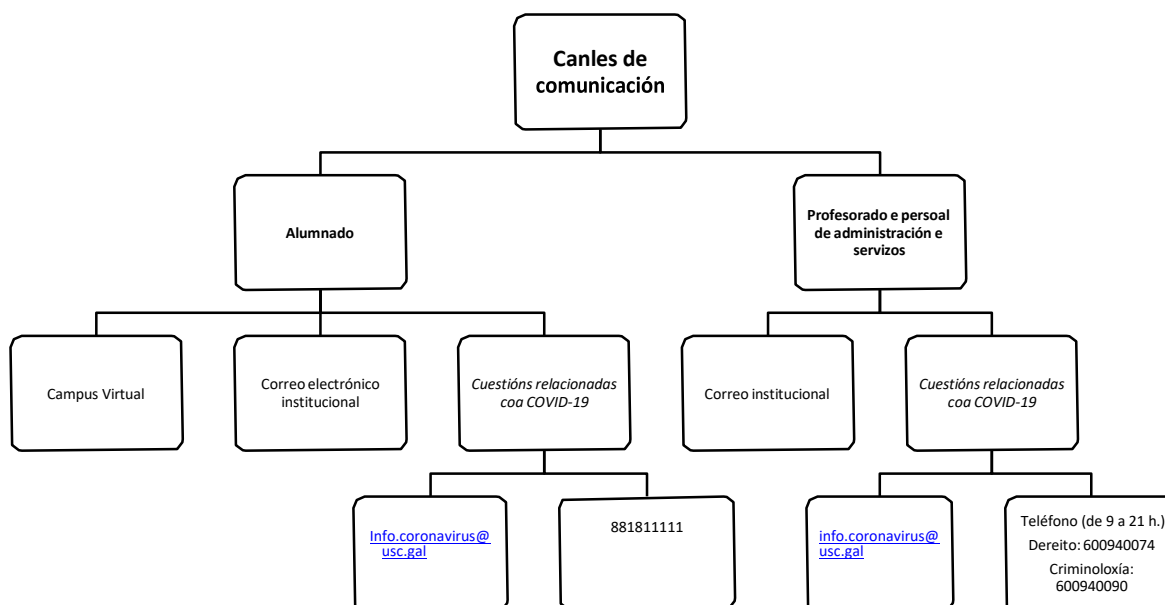 Canles de
comunicación
Alumnado
Profesorado e persoal
de administración e
servizos
Campus Virtual
Correo electrónico
institucional
Cuestións relacionadas
coa COVID-19
Correo institucional
Cuestións relacionadas
coa COVID-19
Info.coronavirus@
usc.gal
881811111
info.coronavirus@
usc.gal
Teléfono (de 9 a 21 h.)
Dereito: 600940074
Criminoloxía:
600940090